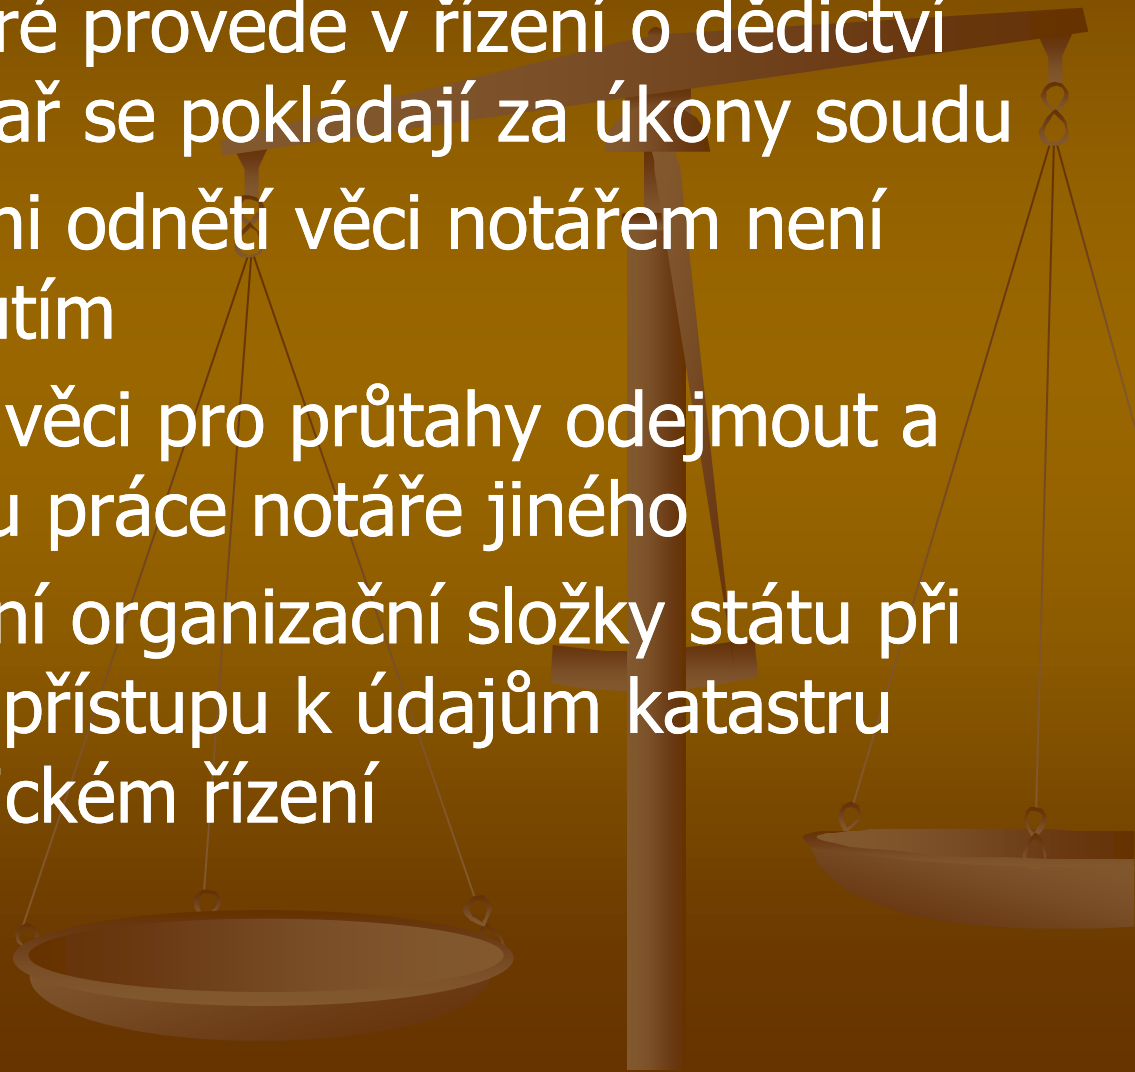 ré provede v řízení o dědictví
ař se pokládají za úkony soudu
ni odnětí věci notářem není
utím
věci pro průtahy odejmout a
u práce notáře jiného
ní organizační složky státu při
přístupu k údajům katastru
ickém řízení